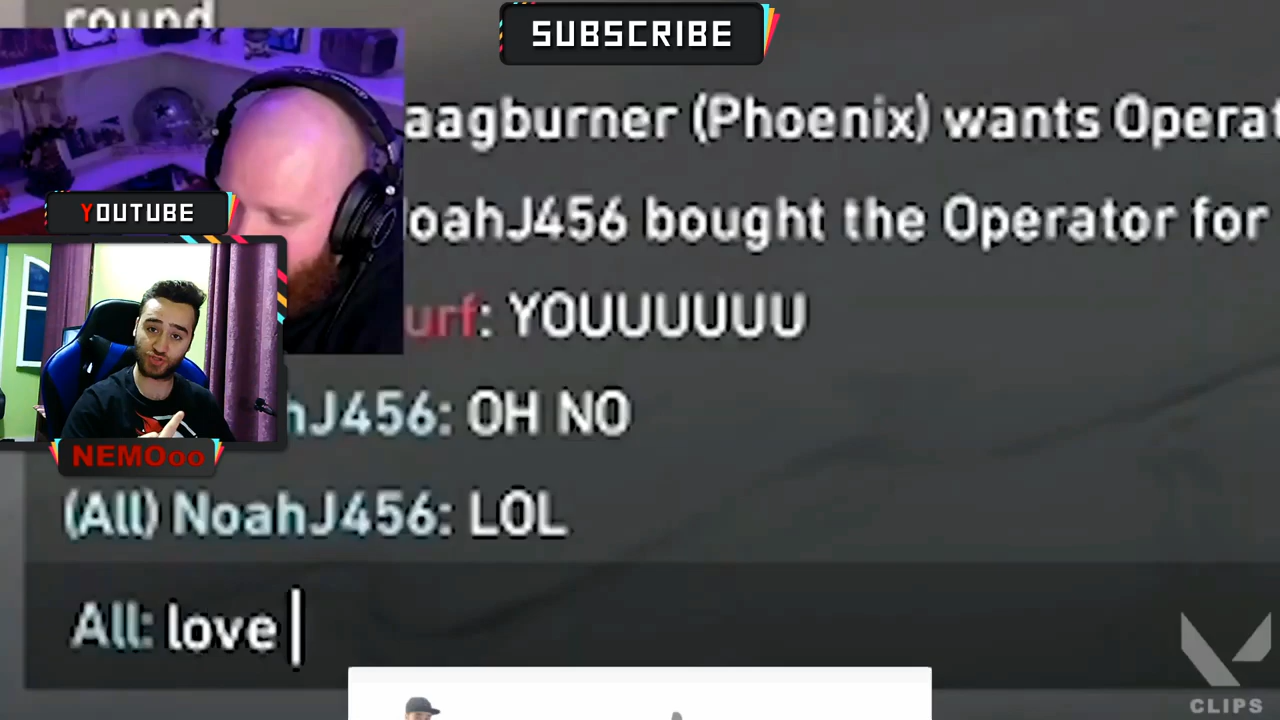 round
SUBSCRIBE
aagburner (Phoenix) wants Operat
oahJ456 bought the Operator for
YOUTUBE
urf: YOUUUUUU
hJ456: OH NO
NEMOoo
(All) NoahJ456: LOL
All: love
CLIPS